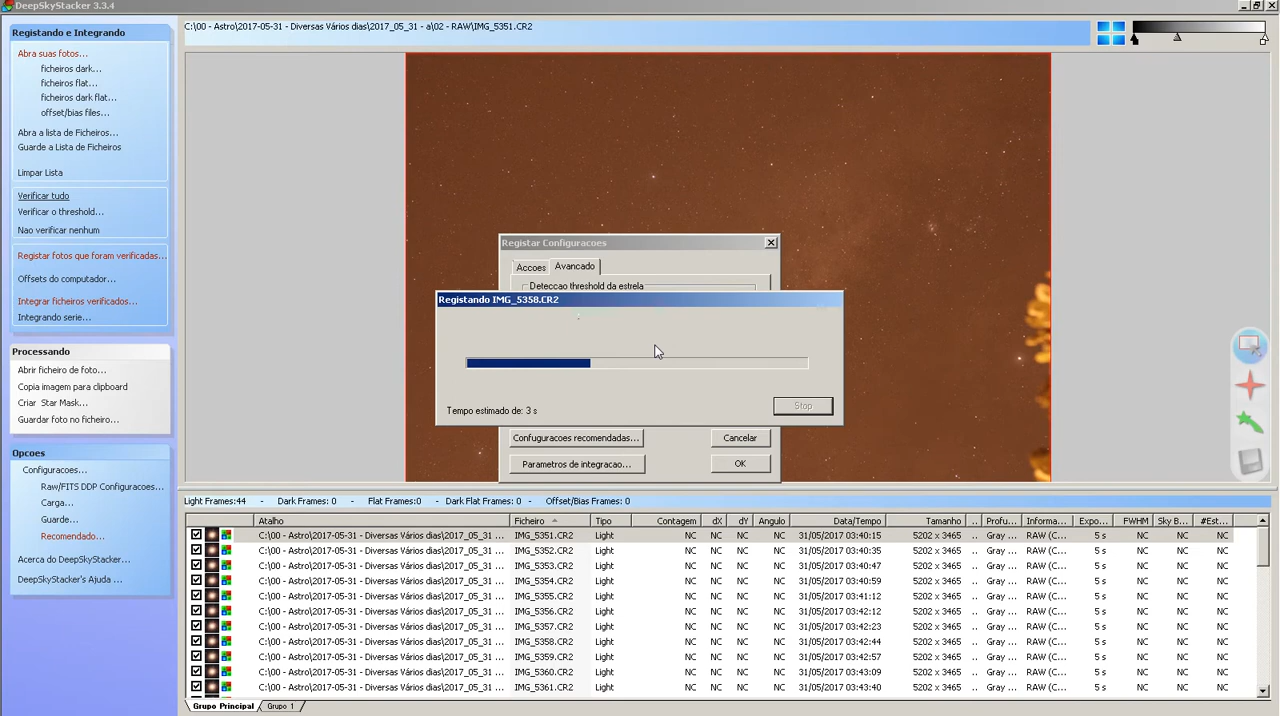 DeepSkyStacker 3.3.4
Registando e Integrando
Abra suas fotos...
ficheiros dark...
ficheiros flat...
ficheiros dark flat...
offset/bias files...
Abra a lista de Ficheiros...
Guarde a Lista de Ficheiros
Limpar Lista
Verificar tudo
Verificar o threshold...
Nao verificar nenhum
Registar fotos que foram verificadas...
Offsets do computador...
Integrar ficheiros verificados...
Integrando serie...
Processando
Abrir ficheiro de foto...
Copia imagem para clipboard
Criar Star Mask...
Guardar foto no ficheiro...
Opcoes
Configuracoes...
Raw/FITS DDP Configuracoes...
Carga...
Guarde...
Recomendado...
Acerca do DeepSkyStacker...
DeepSkyStacker's Ajuda ...
C:\00 - Astro\2017-05-31 - Diversas Vários dias\2017_05_31 - a\02 - RAW\IMG_5351.CR2
Registar Configuracoes
Accoes Avancado
Deteccao threshold da estrela
Registando IMG_5358.CR2
Tempo estimado de: 3 s
Stop
Confuguracoes recomendadas... Cancelar
Parametros de integracao... OK
Light Frames:44 - Dark Frames: 0 - Flat Frames:0 - Dark Flat Frames: 0 - Offset/Bias Frames: 0
Atalho Ficheiro Tipo Contagem dX dY Angulo Data/Tempo Tamanho .. Profu... Informa... Expo... FWHM Sky B... #Est...
C:\00 - Astro\2017-05-31 - Diversas Vários dias\2017_05_31 ... IMG_5351.CR2 Light NC NC NC NC 31/05/2017 03:40:15 5202 x 3465 .. Gray ... RAW (C... 5 s NC NC NC
C:\00 - Astro\2017-05-31 - Diversas Vários dias\2017_05_31 ... IMG_5352.CR2 Light NC NC NC NC 31/05/2017 03:40:35 5202 x 3465 .. Gray ... RAW (C... 5 s NC NC NC
C:\00 - Astro\2017-05-31 - Diversas Vários dias\2017_05_31 ... IMG_5353.CR2 Light NC NC NC NC 31/05/2017 03:40:47 5202 x 3465 .. Gray ... RAW (C... 5 s NC NC NC
C:\00 - Astro\2017-05-31 - Diversas Vários dias\2017_05_31 ... IMG_5354.CR2 Light NC NC NC NC 31/05/2017 03:40:59 5202 x 3465 .. Gray ... RAW (C... 5 s NC NC NC
C:\00 - Astro\2017-05-31 - Diversas Vários dias\2017_05_31 ... IMG_5355.CR2 Light NC NC NC NC 31/05/2017 03:41:12 5202 x 3465 .. Gray ... RAW (C... 5 s NC NC NC
C:\00 - Astro\2017-05-31 - Diversas Vários dias\2017_05_31 ... IMG_5356.CR2 Light NC NC NC NC 31/05/2017 03:42:12 5202 x 3465 .. Gray ... RAW (C... 5 s NC NC NC
C:\00 - Astro\2017-05-31 - Diversas Vários dias\2017_05_31 ... IMG_5357.CR2 Light NC NC NC NC 31/05/2017 03:42:23 5202 x 3465 .. Gray ... RAW (C... 5 s NC NC NC
C:\00 - Astro\2017-05-31 - Diversas Vários dias\2017_05_31 ... IMG_5358.CR2 Light NC NC NC NC 31/05/2017 03:42:44 5202 x 3465 .. Gray ... RAW (C... 5 s NC NC NC
C:\00 - Astro\2017-05-31 - Diversas Vários dias\2017_05_31 ... IMG_5359.CR2 Light NC NC NC NC 31/05/2017 03:42:57 5202 x 3465 .. Gray ... RAW (C... 5 s NC NC NC
C:\00 - Astro\2017-05-31 - Diversas Vários dias\2017_05_31 ... IMG_5360.CR2 Light NC NC NC NC 31/05/2017 03:43:09 5202 x 3465 .. Gray ... RAW (C... 5 s NC NC NC
C:\00 - Astro\2017-05-31 - Diversas Vários dias\2017_05_31 ... IMG_5361.CR2 Light NC NC NC NC 31/05/2017 03:43:40 5202 x 3465 .. Gray ... RAW (C... 5 s NC NC NC
Grupo Principal Grupo 1